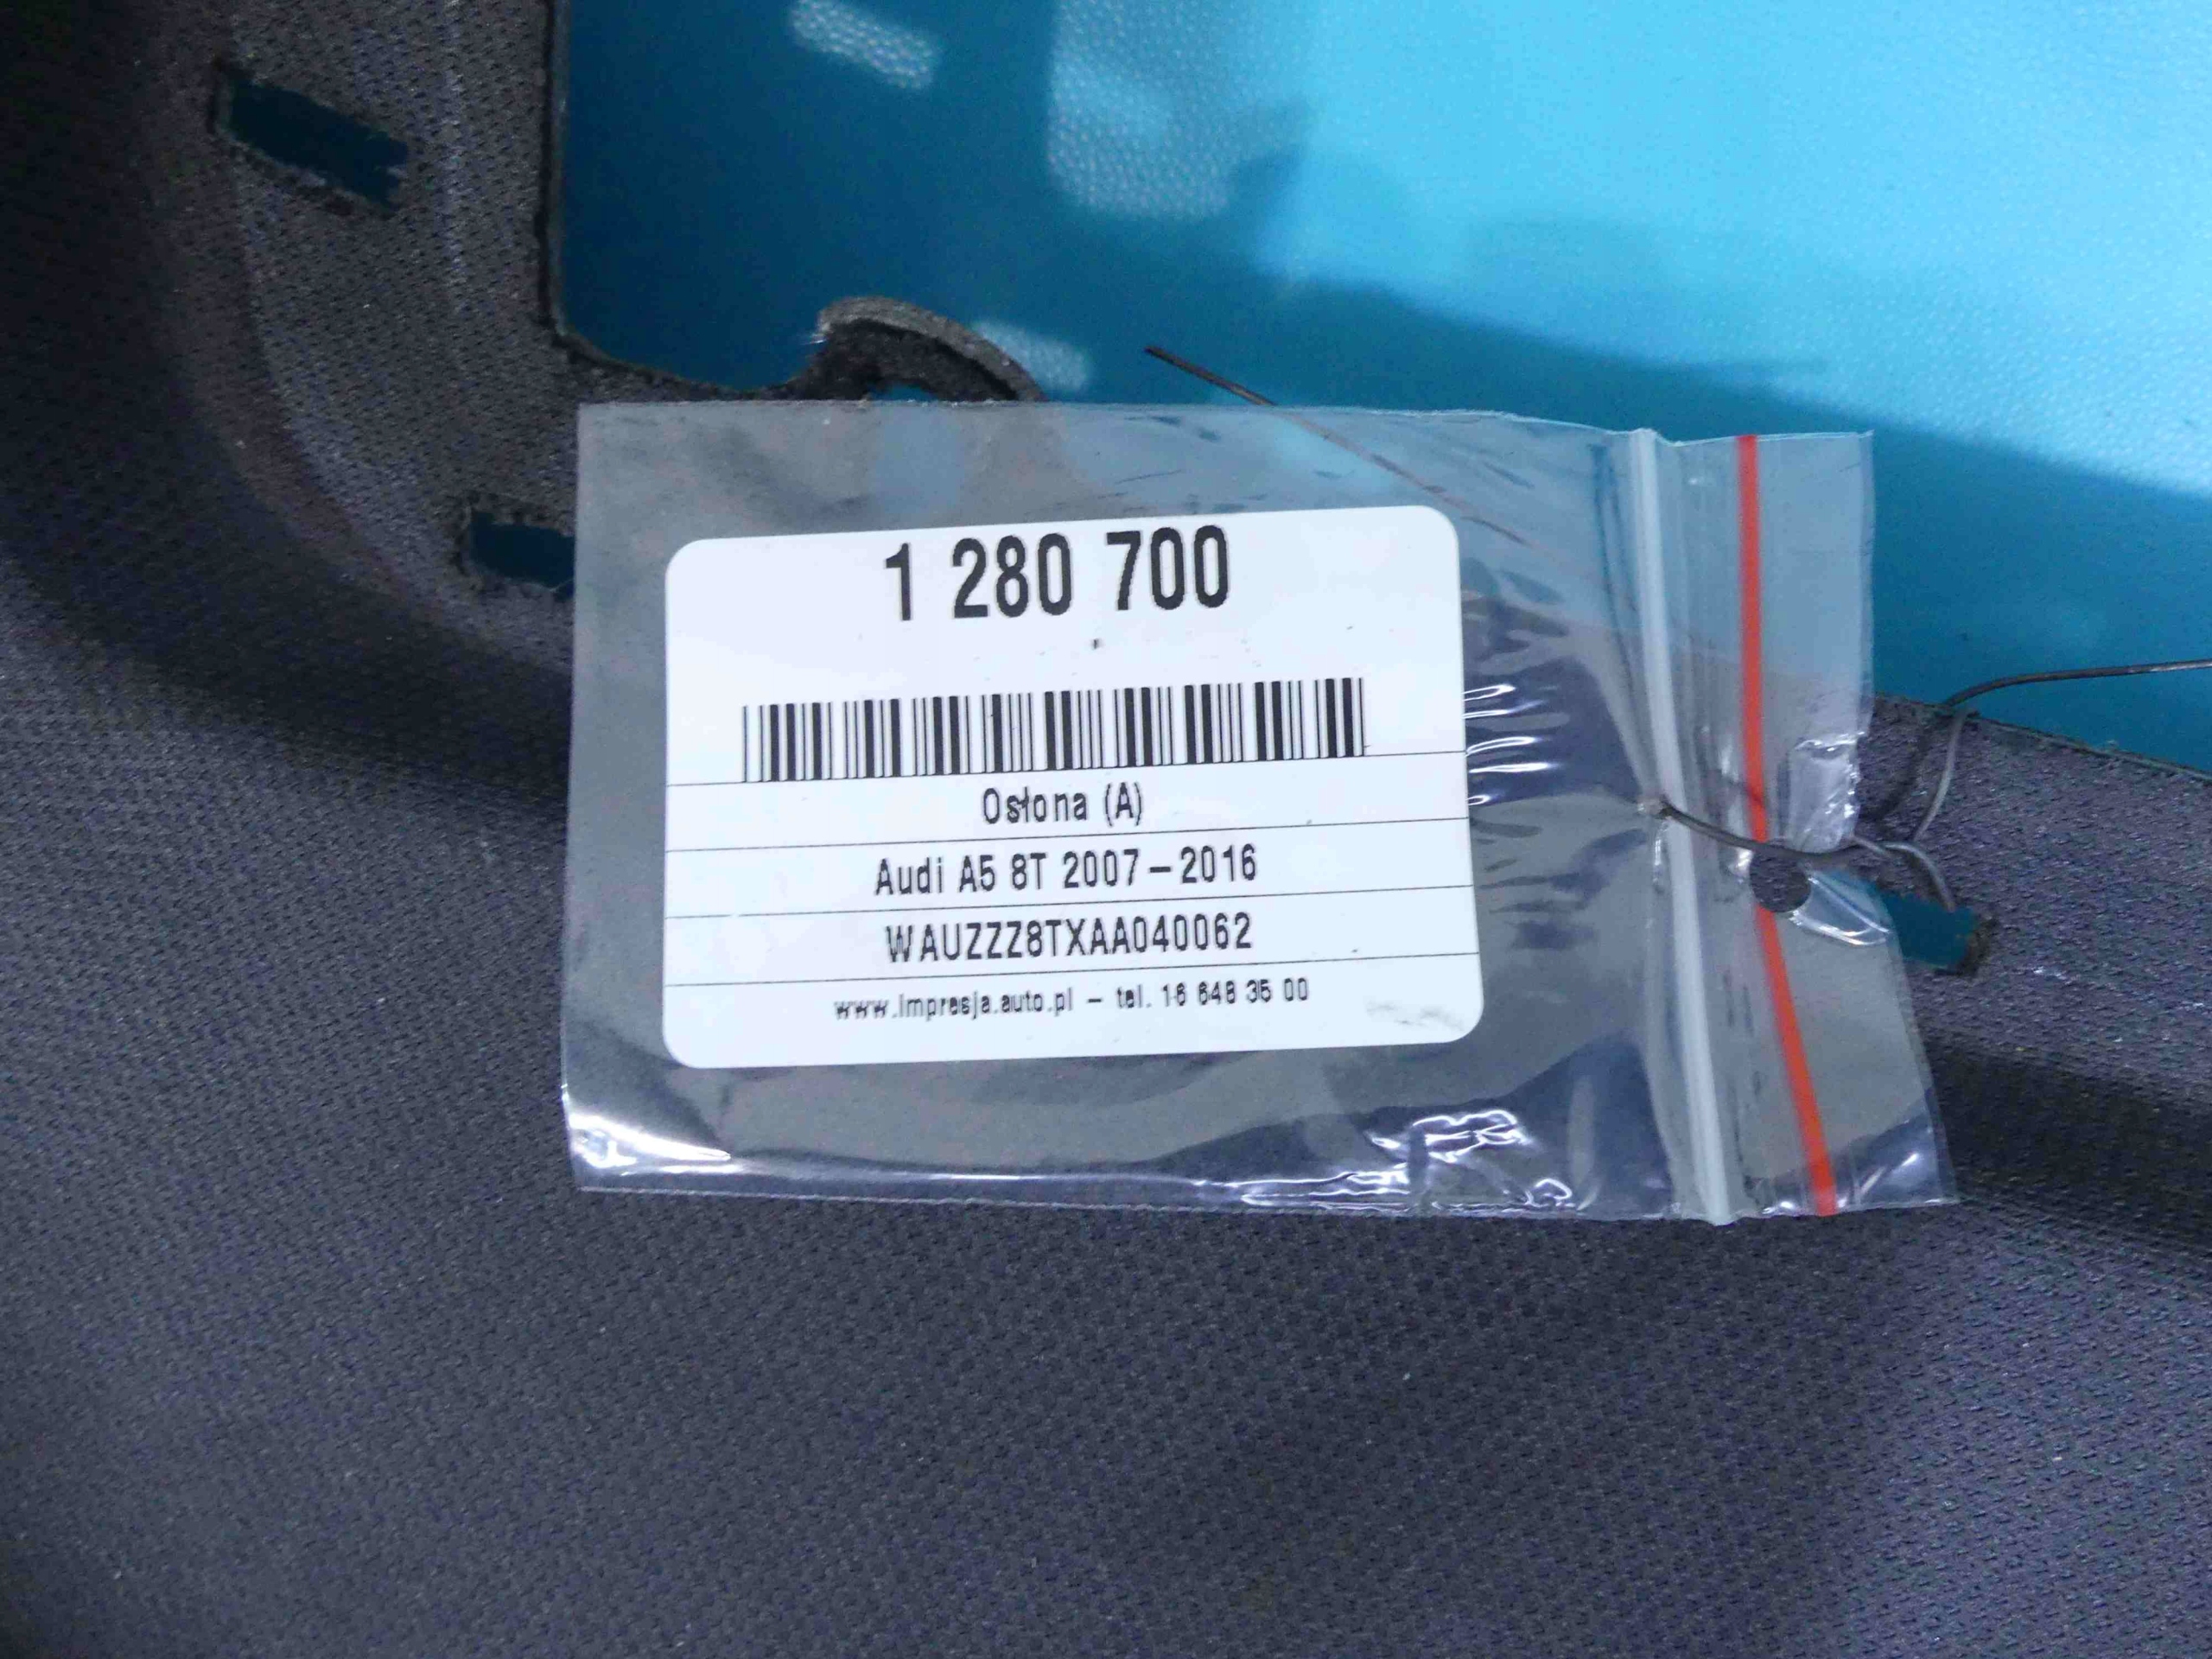 1 280 700
Osłona (A)
Audi A5 8T 2007-2016
WAUZZZ8TXAA040062
www.impresja.auto.pl - tel. 16 648 35 00